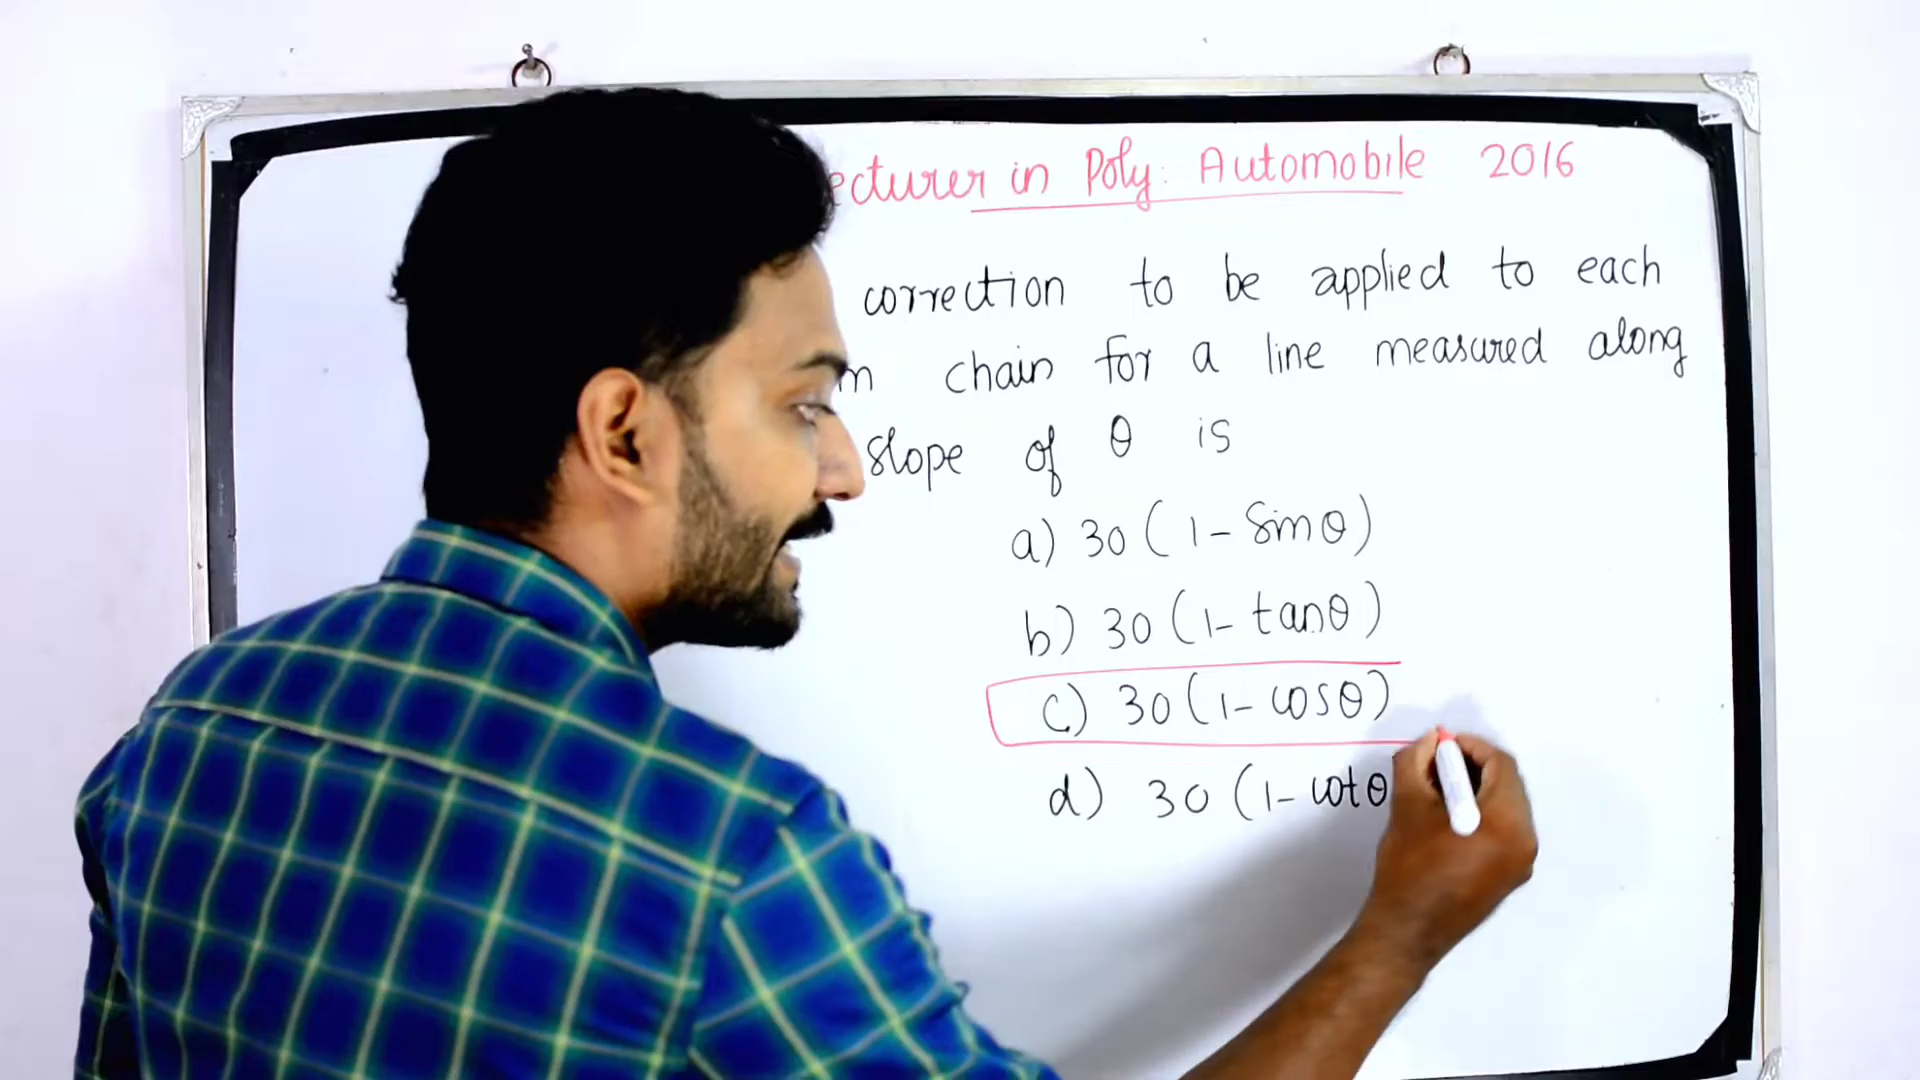 in Poly: Automobile 2016
correction to be applied to each
m chain for a line measured along
slope of θ is
a) 30 (1 - sinθ)
b) 30 (1 - tanθ)
c) 30 (1 - cosθ)
d) 30 (1 - cotθ